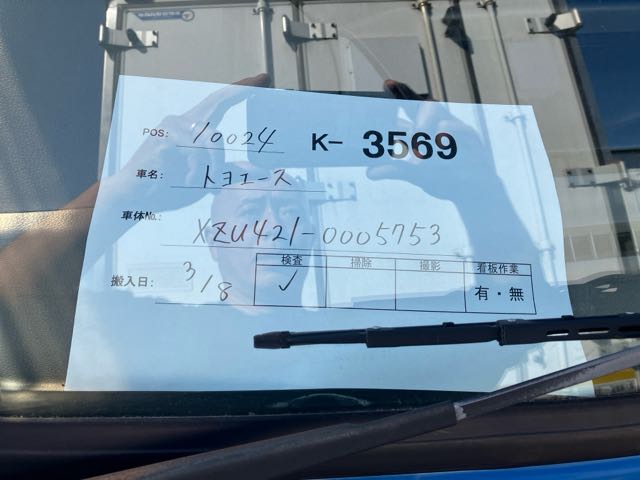 POS: 10024 K- 3569
車名: トヨエース
車体No.: XZU421-0005753
搬入日: 3/8
検査 掃除 撮影 看板作業
✓ 有・無